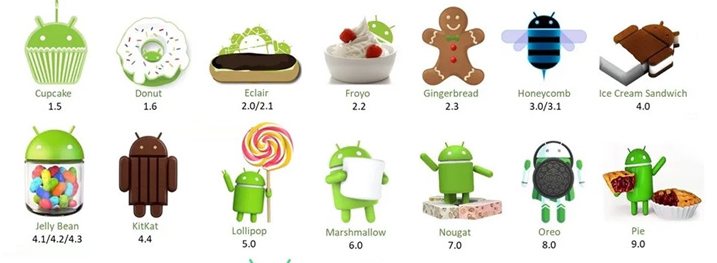 Cupcake Donut Eclair Froyo Gingerbread Honeycomb Ice Cream Sandwich
1.5 1.6 2.0/2.1 2.2 2.3 3.0/3.1 4.0
Jelly Bean KitKat Lollipop Marshmallow Nougat Oreo Pie
4.1/4.2/4.3 4.4 5.0 6.0 7.0 8.0 9.0